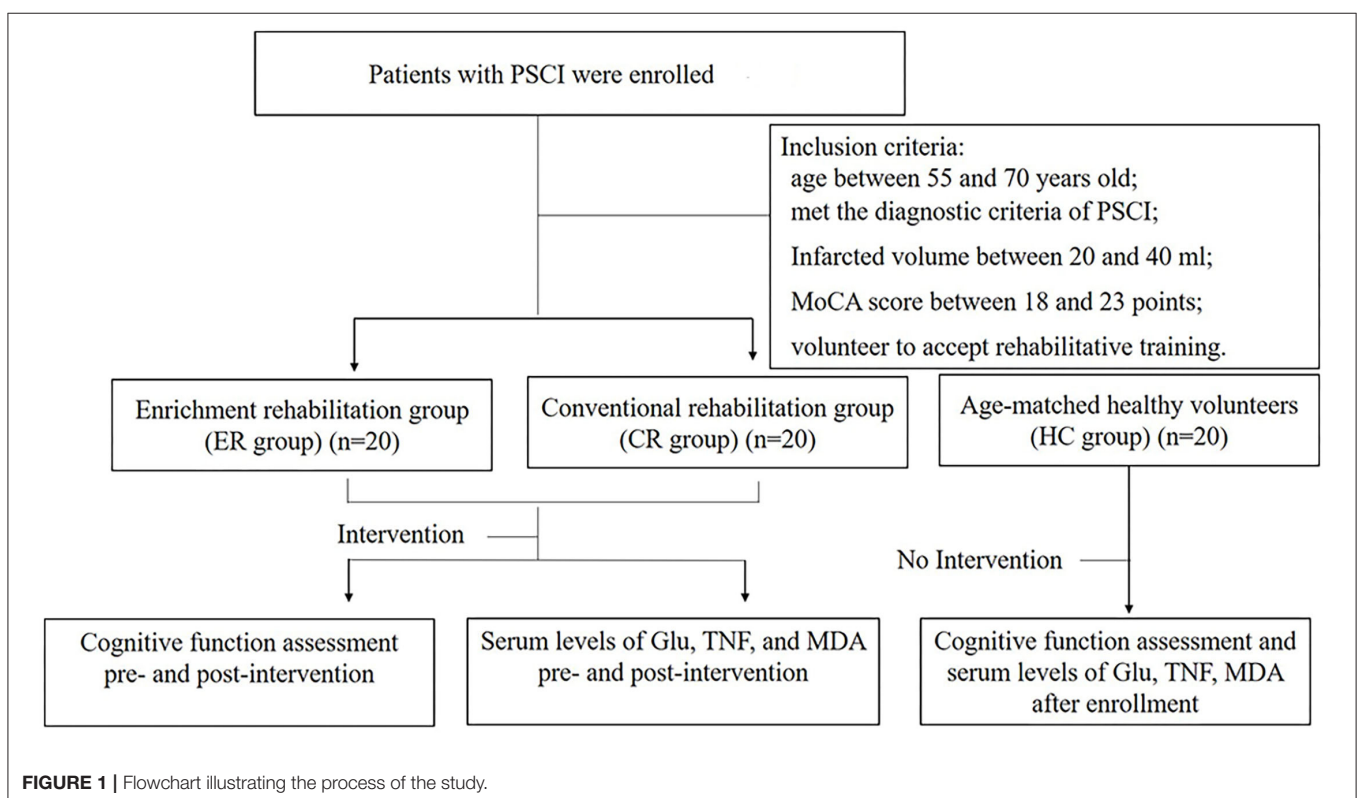 Patients with PSCI were enrolled
Inclusion criteria:
age between 55 and 70 years old;
met the diagnostic criteria of PSCI;
Infarcted volume between 20 and 40 ml;
MoCA score between 18 and 23 points;
volunteer to accept rehabilitative training.
Enrichment rehabilitation group
(ER group) (n=20)
Conventional rehabilitation group
(CR group) (n=20)
Age-matched healthy volunteers
(HC group) (n=20)
Intervention
No Intervention
Cognitive function assessment
pre- and post-intervention
Serum levels of Glu, TNF, and MDA
pre- and post-intervention
Cognitive function assessment and
serum levels of Glu, TNF, MDA
after enrollment
FIGURE 1 | Flowchart illustrating the process of the study.